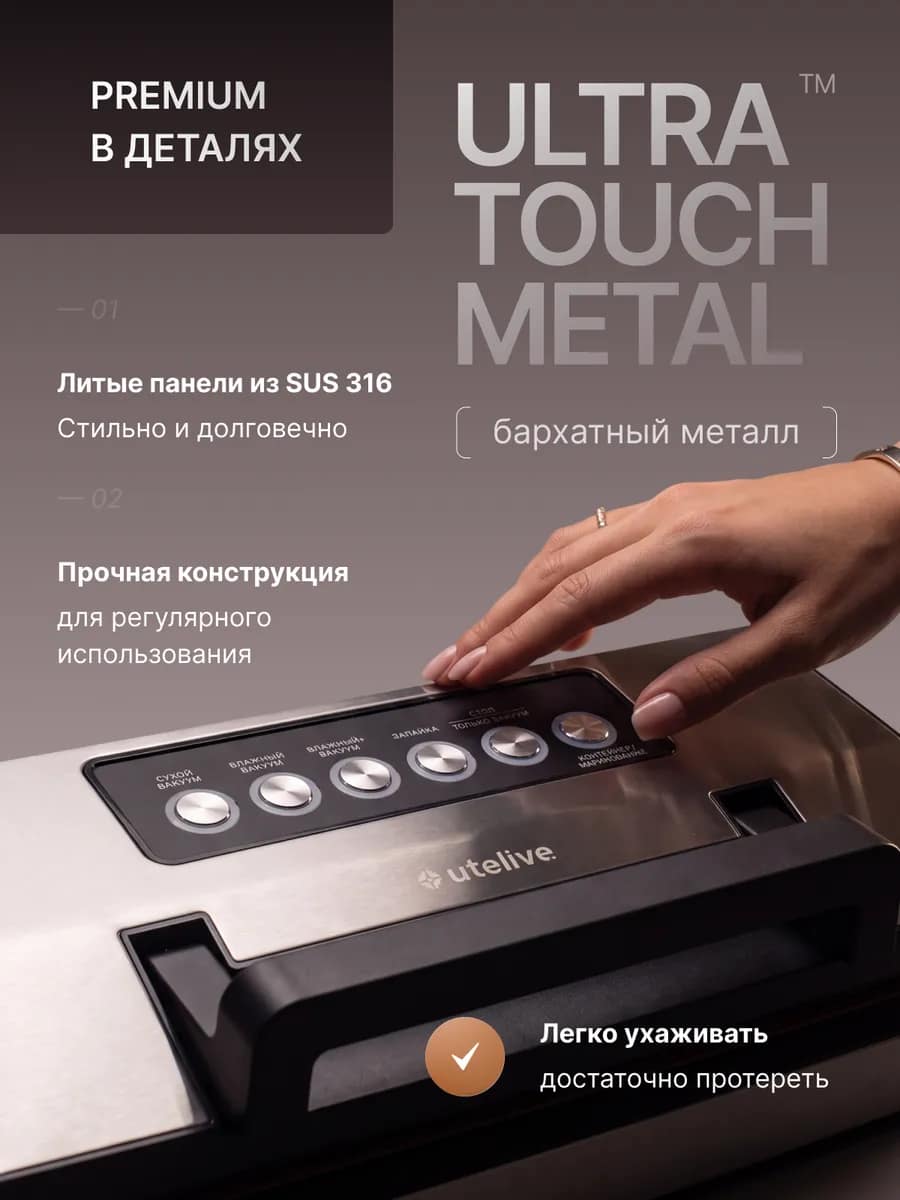 PREMIUM
В ДЕТАЛЯХ
ULTRA TM
TOUCH
METAL
бархатный металл
— 01
Литые панели из SUS 316
Стильно и долговечно
— 02
Прочная конструкция
для регулярного
использования
СУХОЙ
ВАКУУМ
ВЛАЖНЫЙ
ВАКУУМ
ВЛАЖНЫЙ+
ВАКУУМ
ЗАПАЙКА
СТОП
ТОЛЬКО ВАКУУМ
КОНТЕЙНЕР/
МАРИНОВАНИЕ
utelive
Легко ухаживать
достаточно протереть